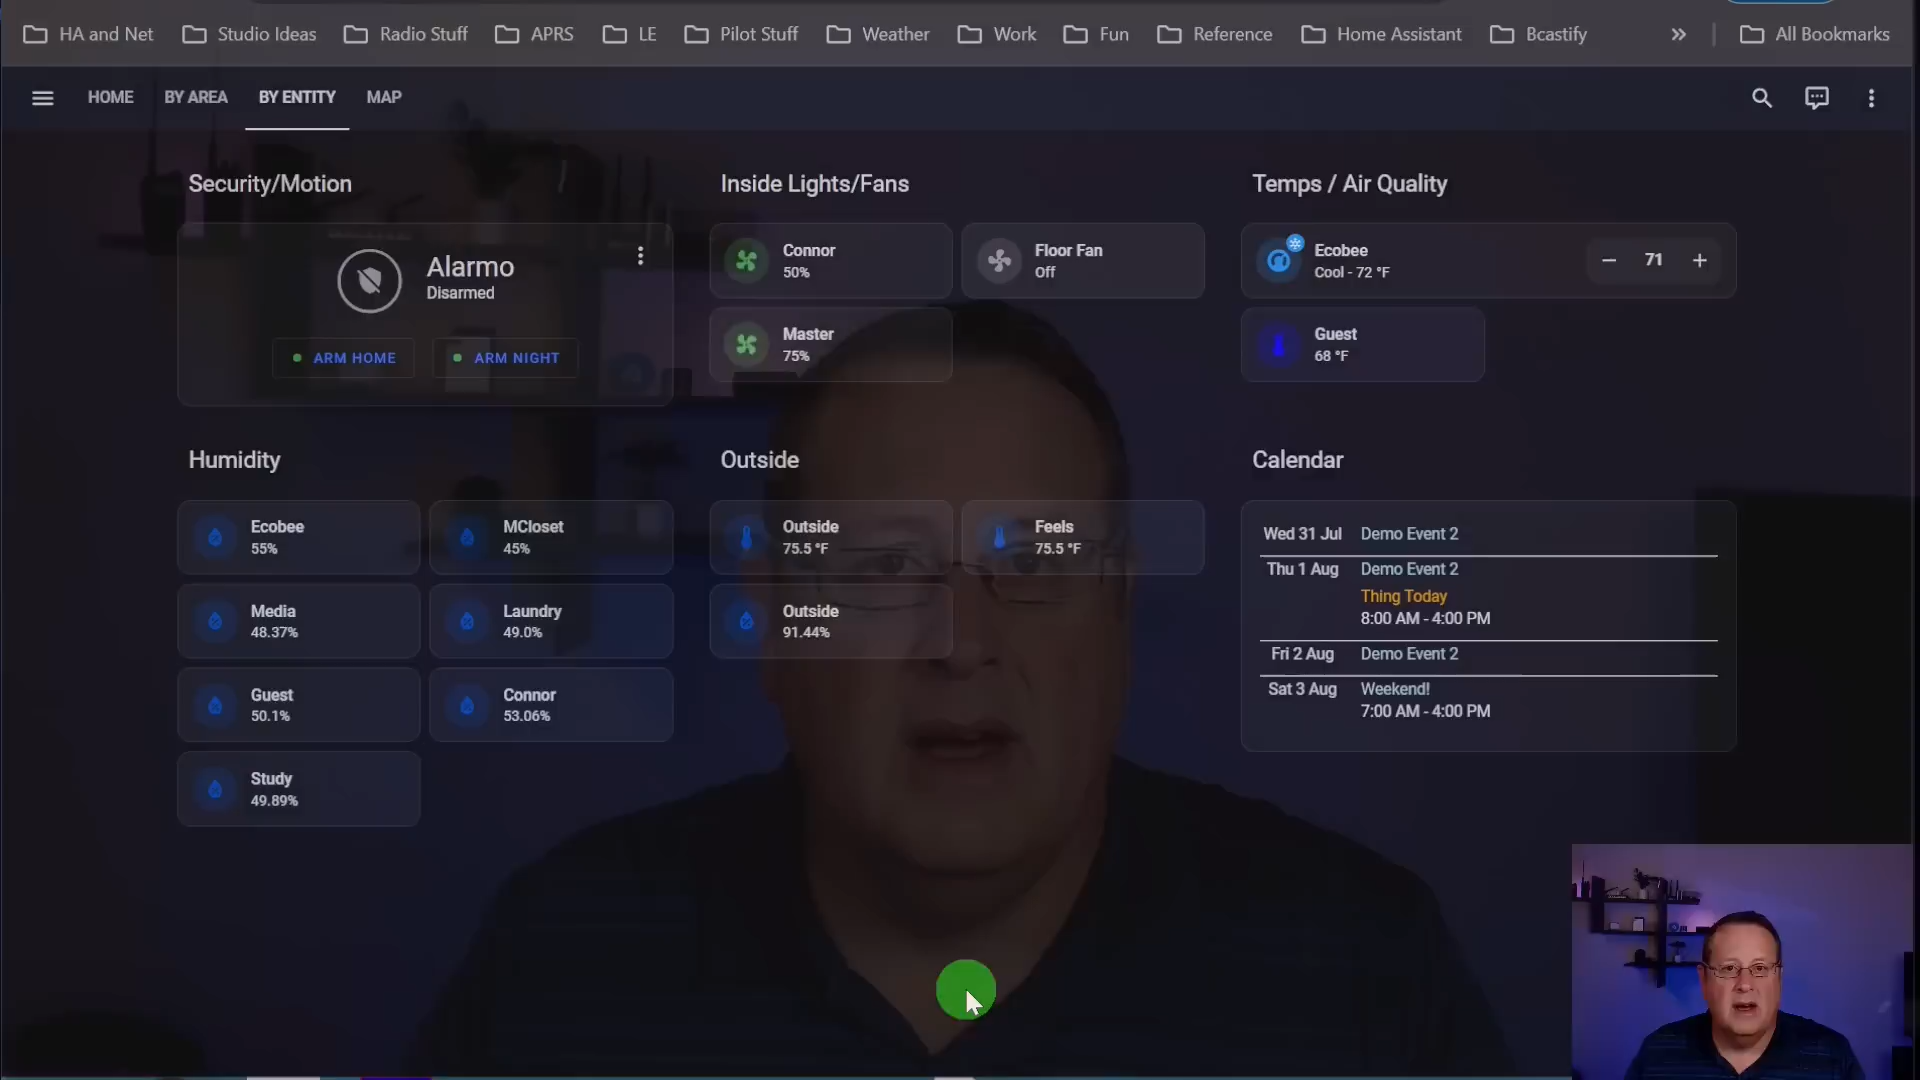 HA and Net
Studio Ideas
Radio Stuff
APRS
LE
Pilot Stuff
Weather
Work
Fun
Reference
Home Assistant
Bcastify
»
All Bookmarks
HOME
BY AREA
BY ENTITY
MAP
Security/Motion
Alarmo
Disarmed
ARM HOME
ARM NIGHT
Inside Lights/Fans
Connor
50%
Floor Fan
Off
Master
75%
Temps / Air Quality
Ecobee
Cool - 72 °F
− 71 +
Guest
68 °F
Humidity
Ecobee
55%
MCloset
45%
Media
48.37%
Laundry
49.0%
Guest
50.1%
Connor
53.06%
Study
49.89%
Outside
Outside
75.5 °F
Feels
75.5 °F
Outside
91.44%
Calendar
Wed 31 Jul Demo Event 2
Thu 1 Aug Demo Event 2
Thing Today
8:00 AM - 4:00 PM
Fri 2 Aug Demo Event 2
Sat 3 Aug Weekend!
7:00 AM - 4:00 PM